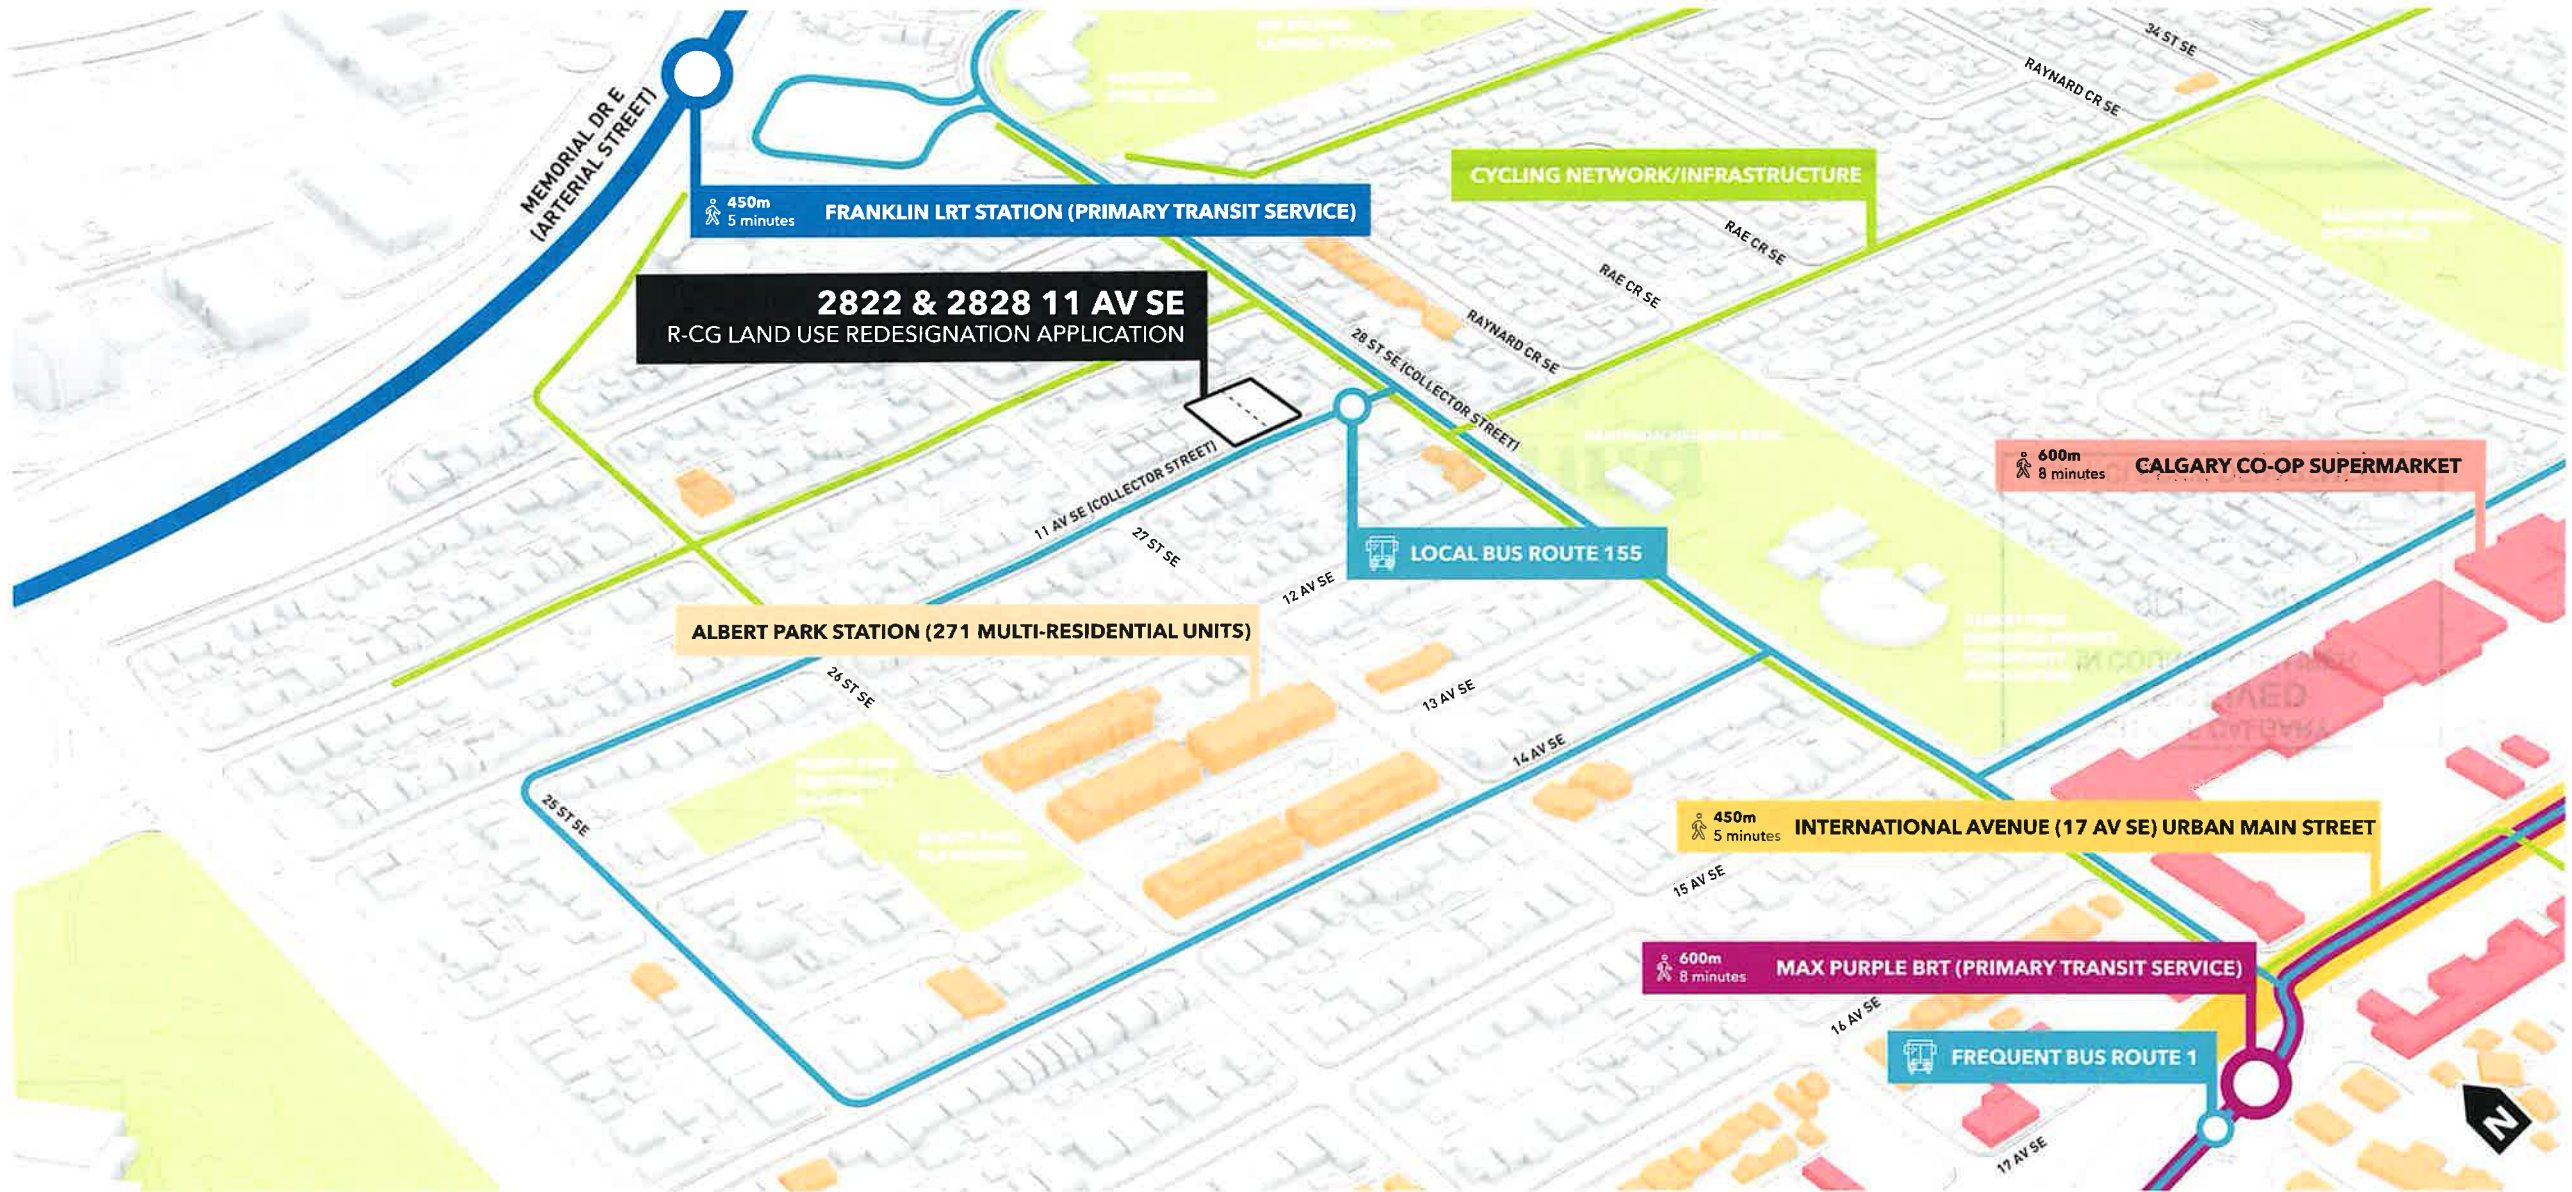 34 ST SE
RAYNARD CR SE
MEMORIAL DR E
(ARTERIAL STREET)
CYCLING NETWORK/INFRASTRUCTURE
450m
5 minutes
FRANKLIN LRT STATION (PRIMARY TRANSIT SERVICE)
RAE CR SE
RAE CR SE
2822 & 2828 11 AV SE
R-CG LAND USE REDESIGNATION APPLICATION
RAYNARD CR SE
28 ST SE (COLLECTOR STREET)
11 AV SE (COLLECTOR STREET)
600m
8 minutes
CALGARY CO-OP SUPERMARKET
27 ST SE
LOCAL BUS ROUTE 155
12 AV SE
ALBERT PARK STATION (271 MULTI-RESIDENTIAL UNITS)
26 ST SE
13 AV SE
14 AV SE
25 ST SE
450m
5 minutes
INTERNATIONAL AVENUE (17 AV SE) URBAN MAIN STREET
15 AV SE
600m
8 minutes
MAX PURPLE BRT (PRIMARY TRANSIT SERVICE)
16 AV SE
FREQUENT BUS ROUTE 1
17 AV SE
N